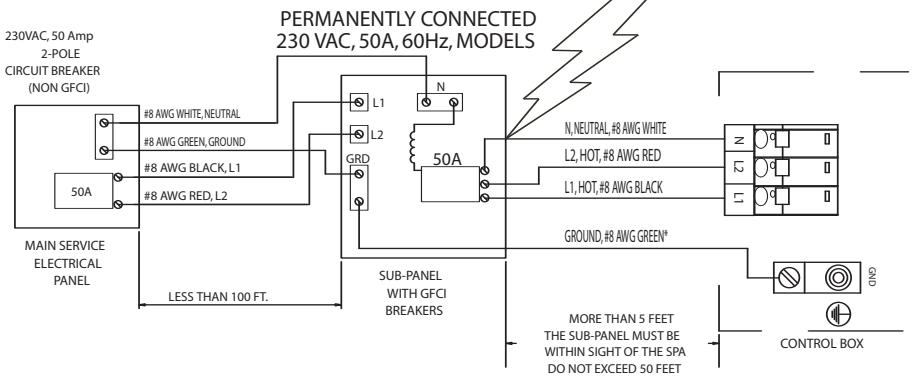 PERMANENTLY CONNECTED
230 VAC, 50A, 60Hz, MODELS
230VAC, 50 Amp
2-POLE
CIRCUIT BREAKER
(NON GFCI)
#8 AWG WHITE, NEUTRAL
#8 AWG GREEN, GROUND
#8 AWG BLACK, L1
#8 AWG RED, L2
50A
MAIN SERVICE
ELECTRICAL
PANEL
LESS THAN 100 FT.
N
L1
L2
GRD
50A
SUB-PANEL
WITH GFCI
BREAKERS
N, NEUTRAL, #8 AWG WHITE
L2, HOT, #8 AWG RED
L1, HOT, #8 AWG BLACK
GROUND, #8 AWG GREEN*
N
L2
L1
GND
CONTROL BOX
MORE THAN 5 FEET
THE SUB-PANEL MUST BE
WITHIN SIGHT OF THE SPA
DO NOT EXCEED 50 FEET